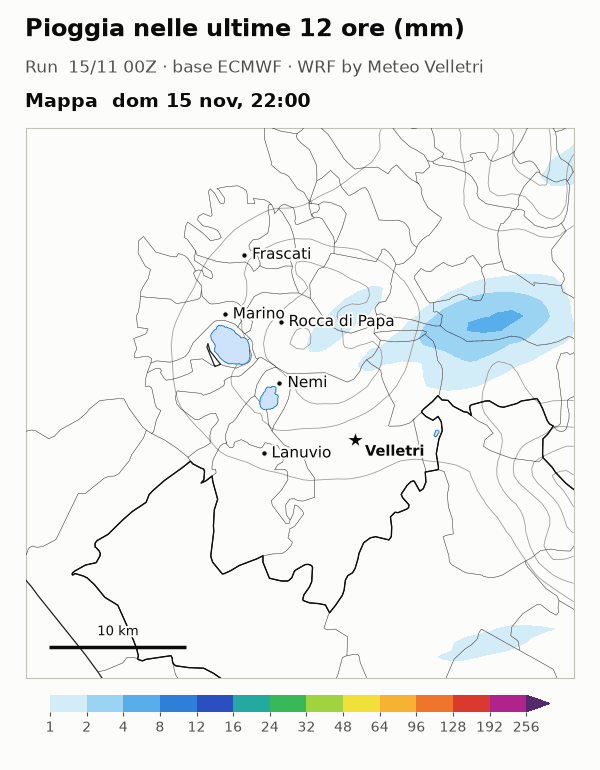 Pioggia nelle ultime 12 ore (mm)
Run  15/11 00Z · base ECMWF · WRF by Meteo Velletri
Mappa  dom 15 nov, 22:00
Frascati
Marino
Rocca di Papa
Nemi
Velletri
Lanuvio
10 km
1 2 4 8 12 16 24 32 48 64 96 128 192 256